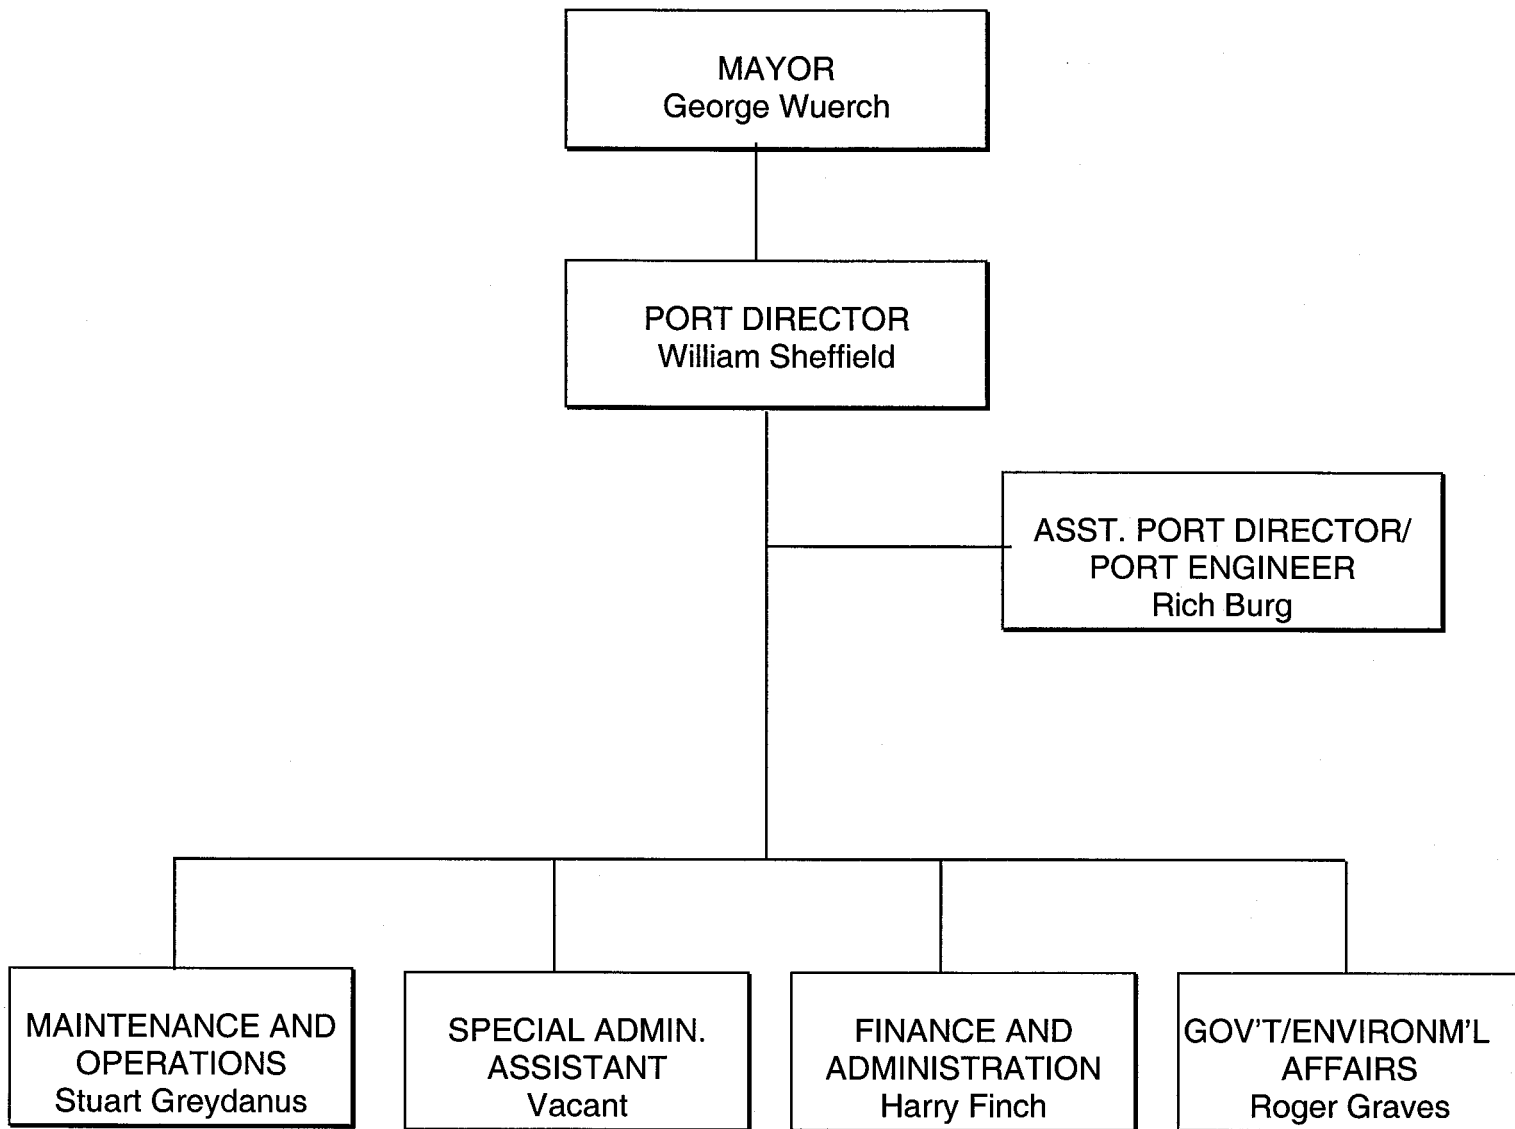 MAYOR
George Wuerch
PORT DIRECTOR
William Sheffield
ASST. PORT DIRECTOR/
PORT ENGINEER
Rich Burg
MAINTENANCE AND
OPERATIONS
Stuart Greydanus
SPECIAL ADMIN.
ASSISTANT
Vacant
FINANCE AND
ADMINISTRATION
Harry Finch
GOV'T/ENVIRONM'L
AFFAIRS
Roger Graves